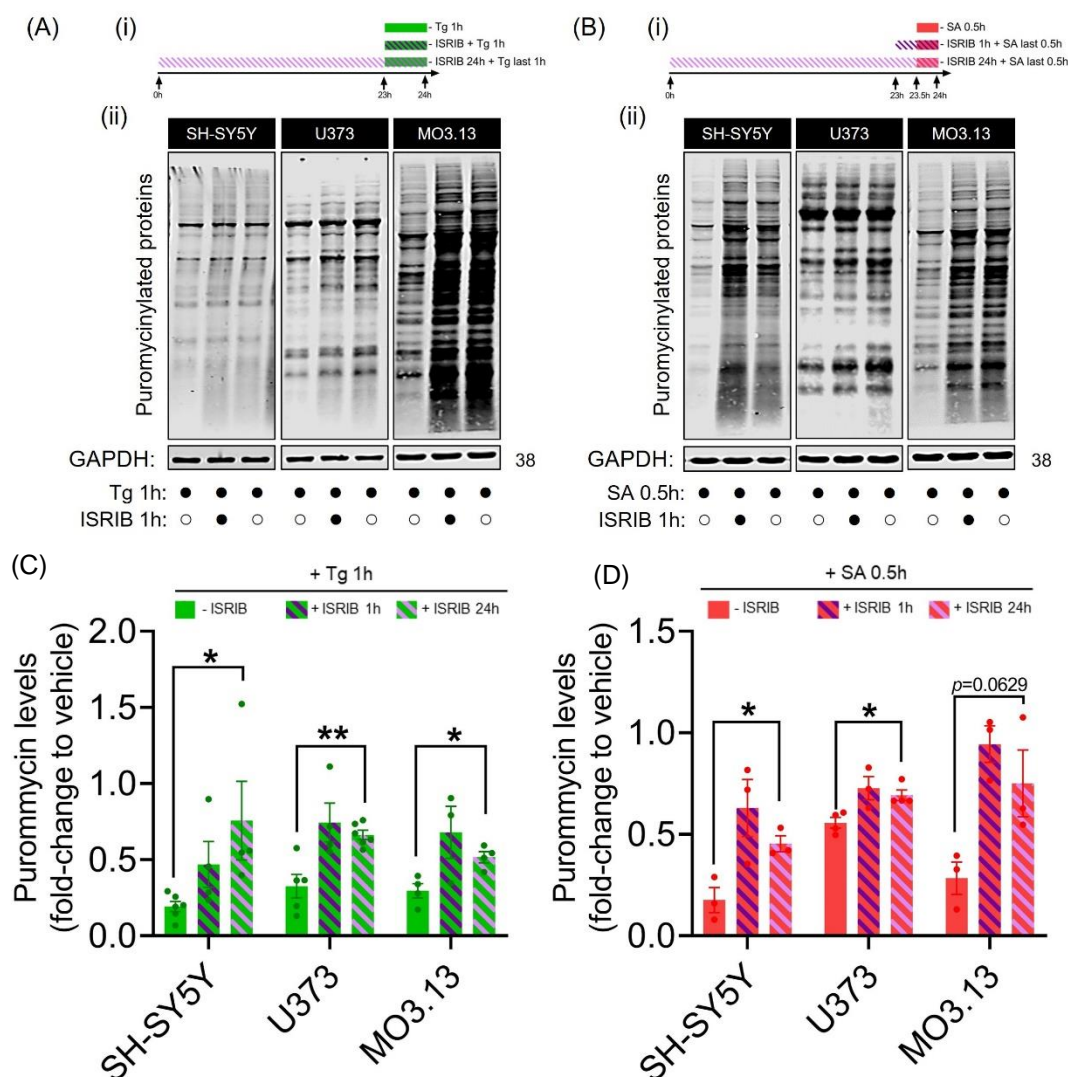 (A)
(i)
- Tg 1h
- ISRIB + Tg 1h
- ISRIB 24h + Tg last 1h
0h
23h
24h
(ii)
SH-SY5Y U373 MO3.13
Puromycinylated proteins
GAPDH:
38
Tg 1h:
ISRIB 1h:
(B)
(i)
- SA 0.5h
- ISRIB 1h + SA last 0.5h
- ISRIB 24h + SA last 0.5h
0h
23h
23.5h
24h
(ii)
SH-SY5Y U373 MO3.13
Puromycinylated proteins
GAPDH:
38
SA 0.5h:
ISRIB 1h:
(C)
+ Tg 1h
- ISRIB + ISRIB 1h + ISRIB 24h
Purommycin levels
(fold-change to vehicle)
2.0
1.5
1.0
0.5
0.0
*
**
*
SH-SY5Y
U373
MO3.13
(D)
+ SA 0.5h
- ISRIB + ISRIB 1h + ISRIB 24h
Purommycin levels
(fold-change to vehicle)
1.5
1.0
0.5
0.0
*
*
p=0.0629
SH-SY5Y
U373
MO3.13